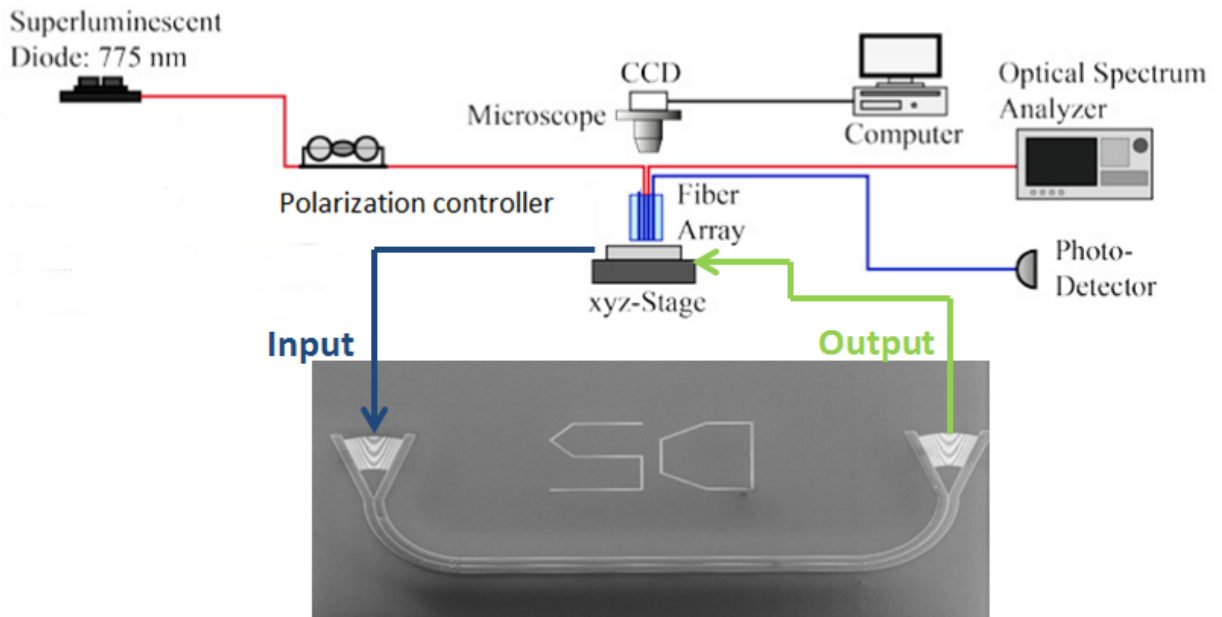 Superluminescent
Diode: 775 nm
CCD
Microscope
Computer
Optical Spectrum
Analyzer
Polarization controller
Fiber
Array
xyz-Stage
Photo-
Detector
Input
Output